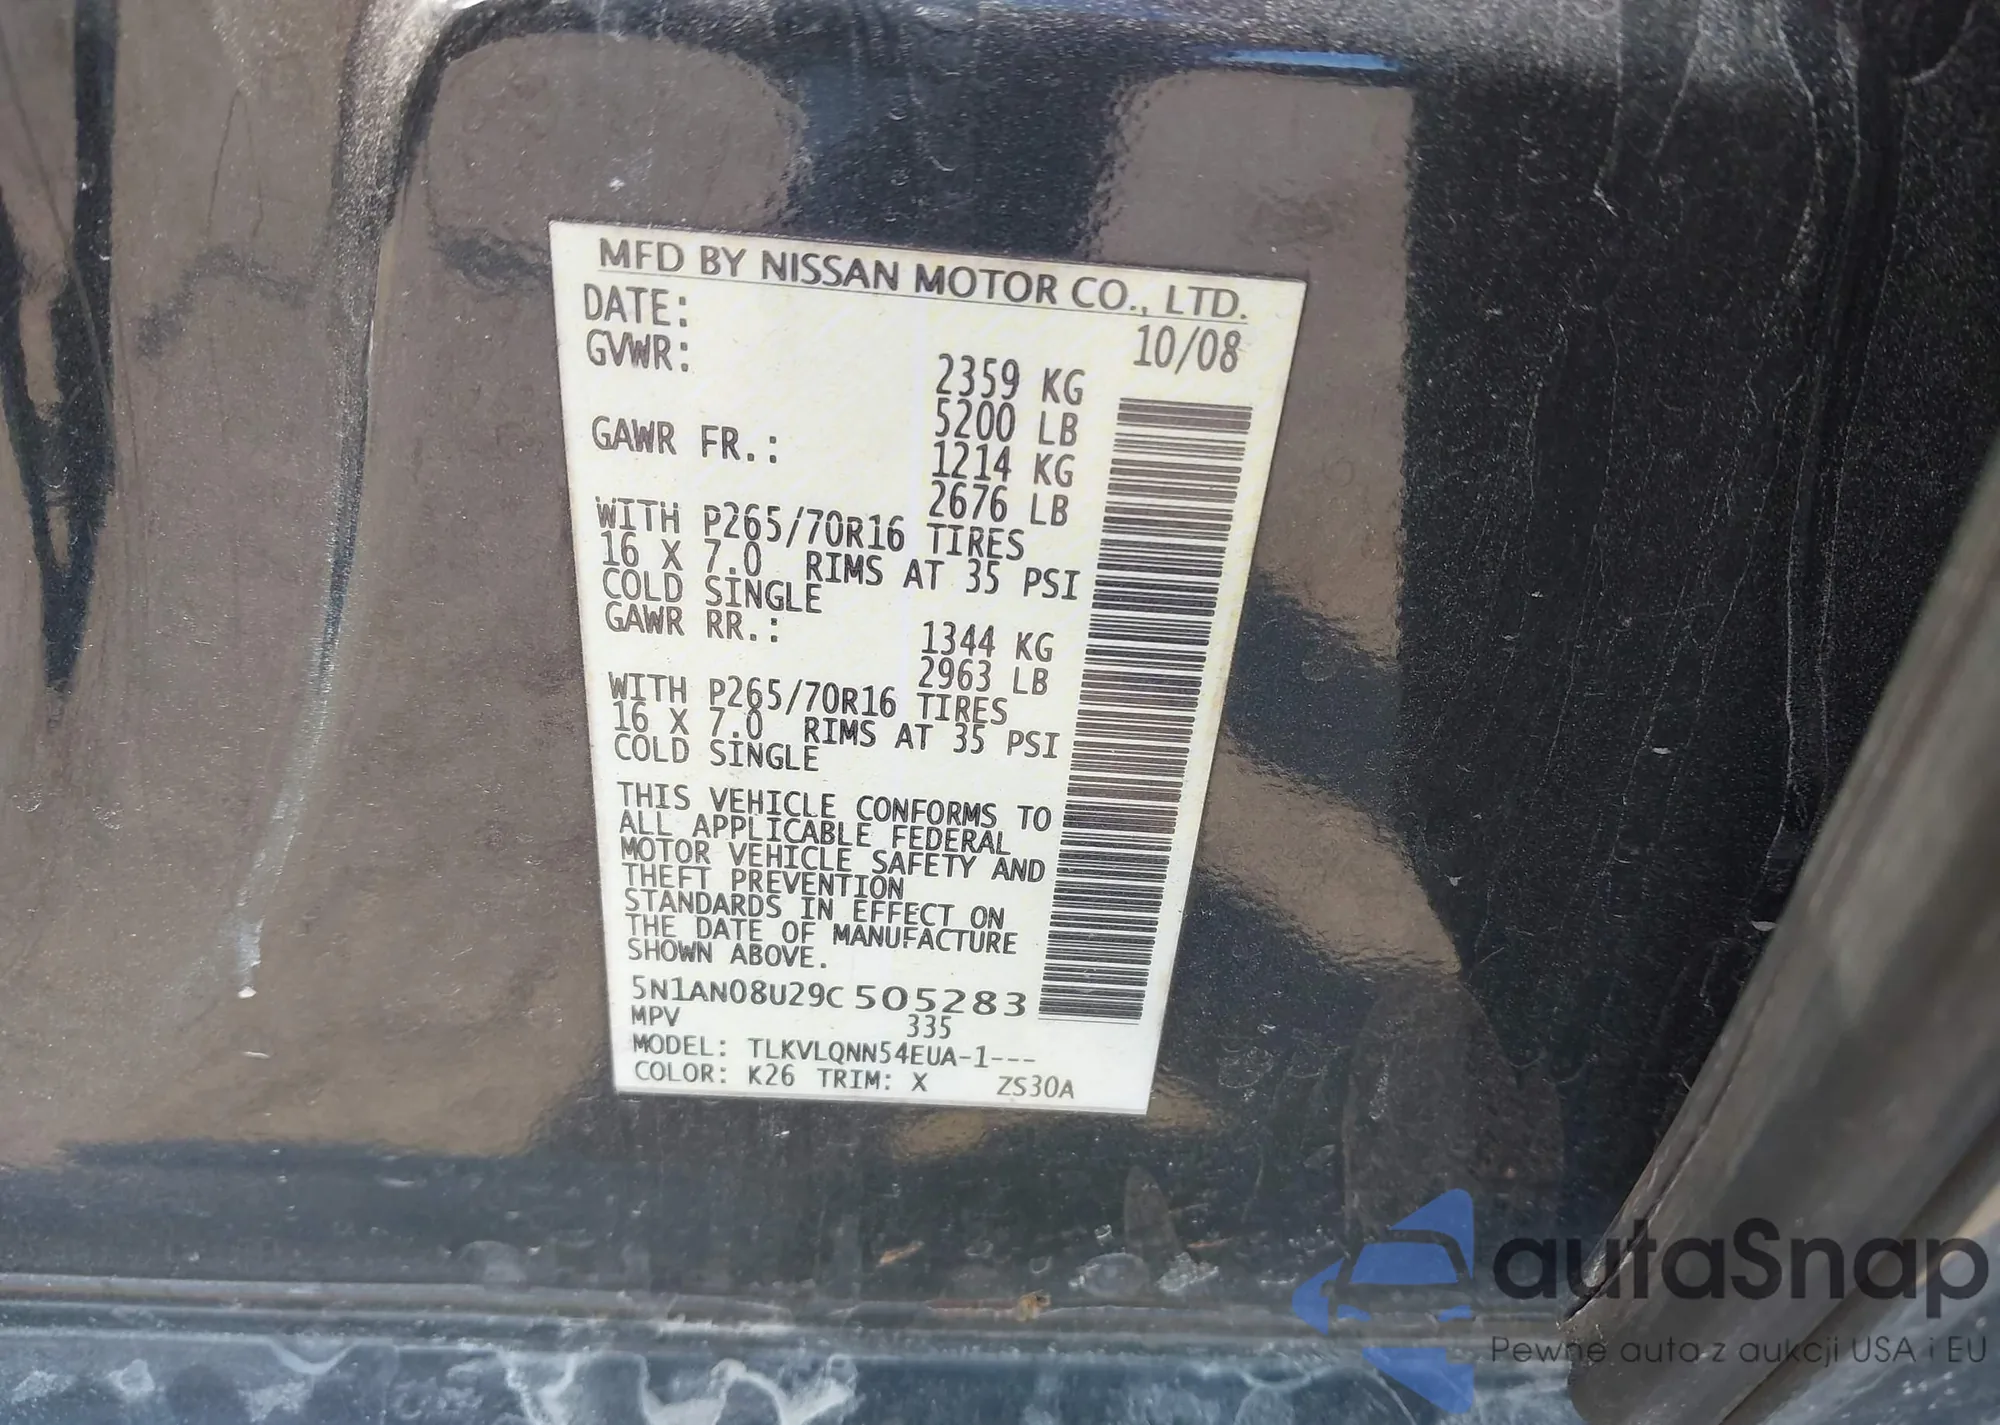 MFD BY NISSAN MOTOR CO., LTD.
DATE: 10/08
GVWR: 2359 KG
5200 LB
GAWR FR.: 1214 KG
2676 LB
WITH P265/70R16 TIRES
16 X 7.0 RIMS AT 35 PSI
COLD SINGLE
GAWR RR.: 1344 KG
2963 LB
WITH P265/70R16 TIRES
16 X 7.0 RIMS AT 35 PSI
COLD SINGLE
THIS VEHICLE CONFORMS TO
ALL APPLICABLE FEDERAL
MOTOR VEHICLE SAFETY AND
THEFT PREVENTION
STANDARDS IN EFFECT ON
THE DATE OF MANUFACTURE
SHOWN ABOVE.
5N1AN08U29C505283
MPV 335
MODEL: TLKVLQNN54EUA-1---
COLOR: K26 TRIM: X ZS30A
autaSnap
Pewne auta z aukcji USA i EU